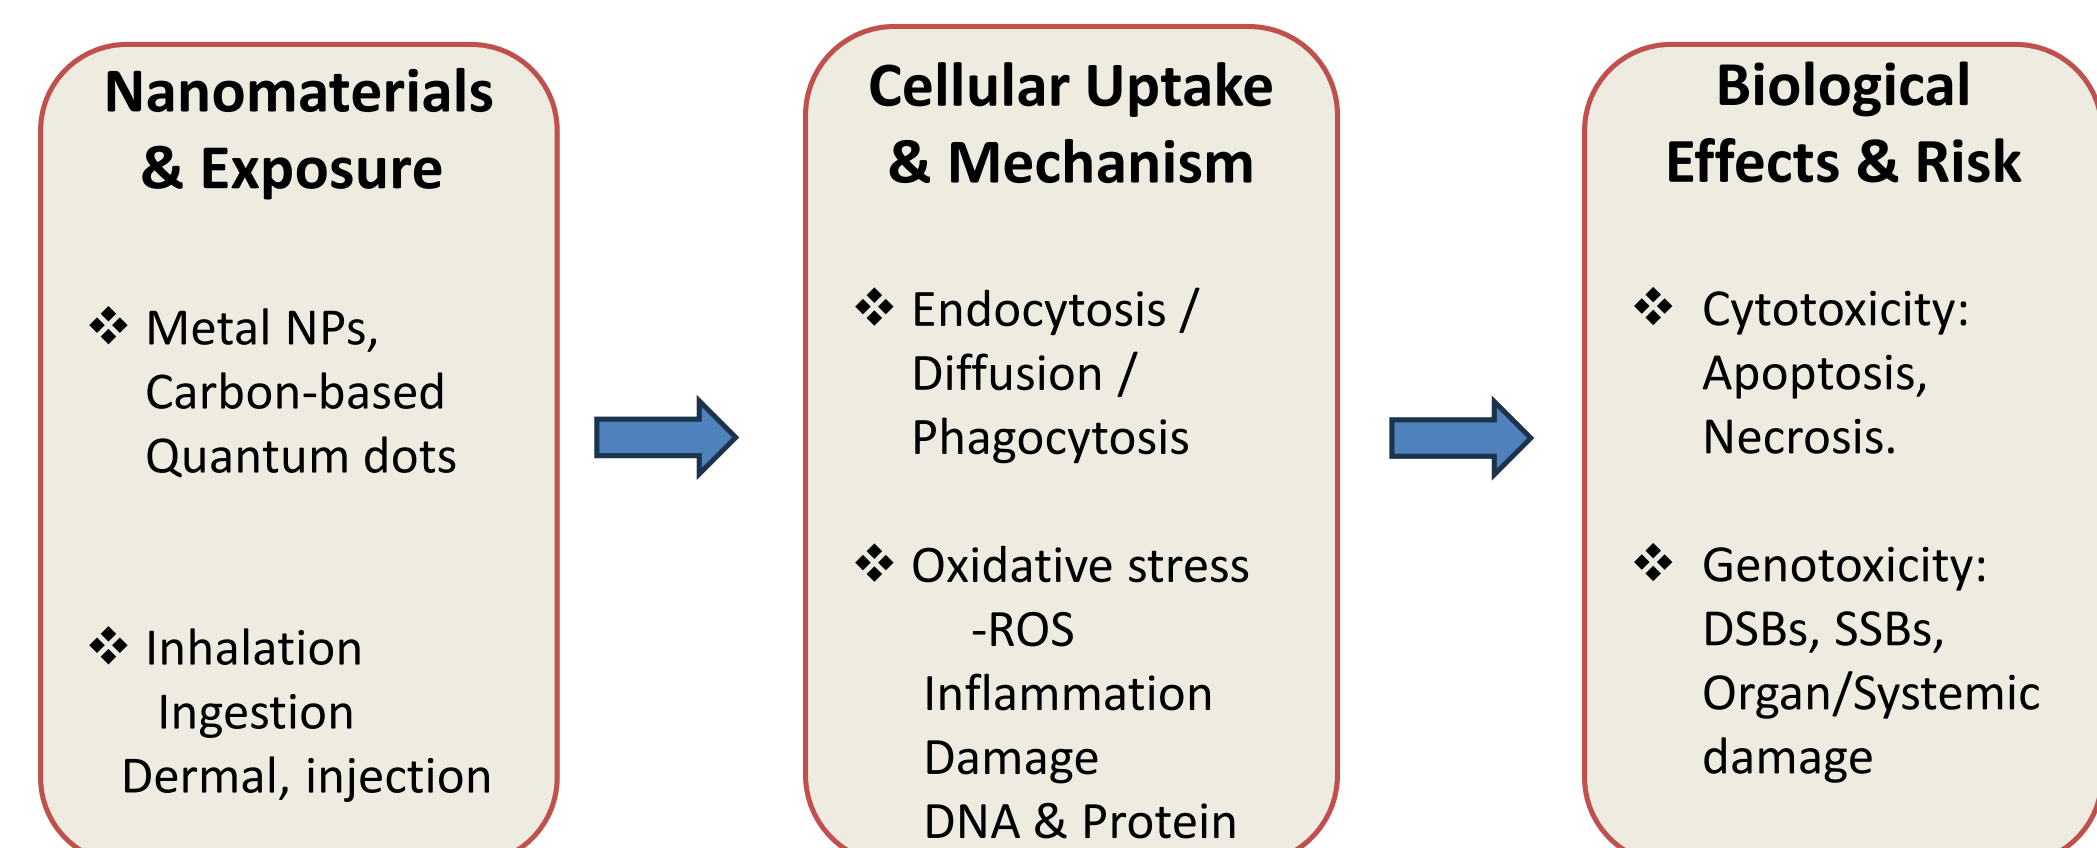 Nanomaterials
& Exposure
❖ Metal NPs,
Carbon-based
Quantum dots
❖ Inhalation
Ingestion
Dermal, injection
Cellular Uptake
& Mechanism
❖ Endocytosis /
Diffusion /
Phagocytosis
❖ Oxidative stress
-ROS
Inflammation
Damage
DNA & Protein
Biological
Effects & Risk
❖ Cytotoxicity:
Apoptosis,
Necrosis.
❖ Genotoxicity:
DSBs, SSBs,
Organ/Systemic
damage